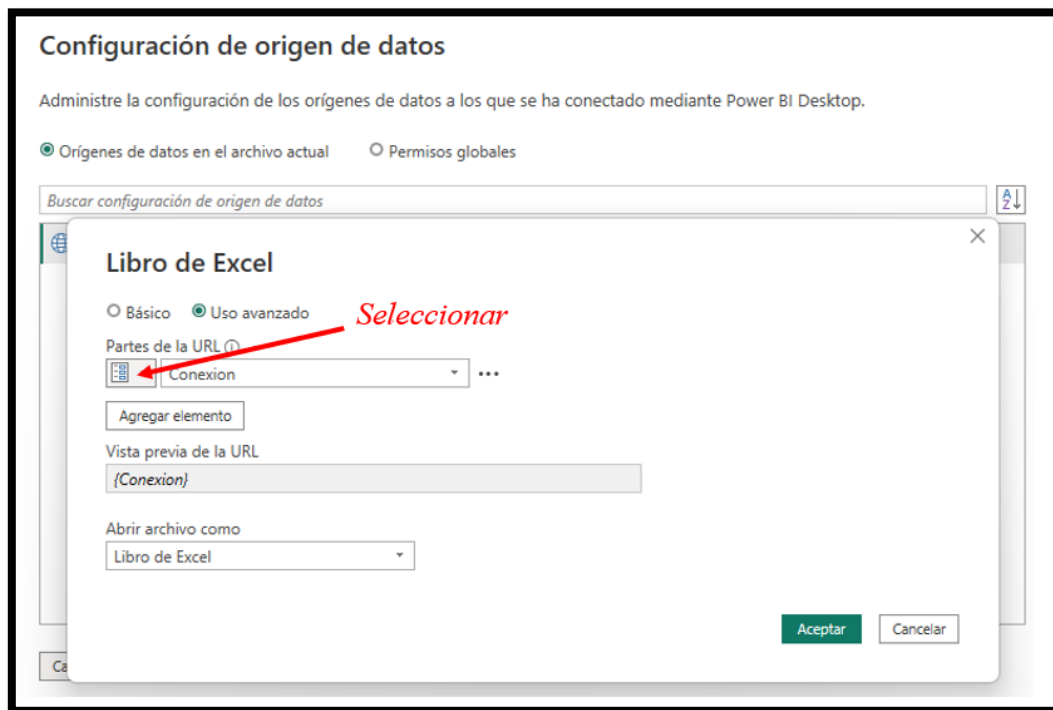 Configuración de origen de datos
Administre la configuración de los orígenes de datos a los que se ha conectado mediante Power BI Desktop.
Orígenes de datos en el archivo actual Permisos globales
Buscar configuración de origen de datos
Libro de Excel
Básico Uso avanzado Seleccionar
Partes de la URL
Conexion
Agregar elemento
Vista previa de la URL
{Conexion}
Abrir archivo como
Libro de Excel
Aceptar Cancelar